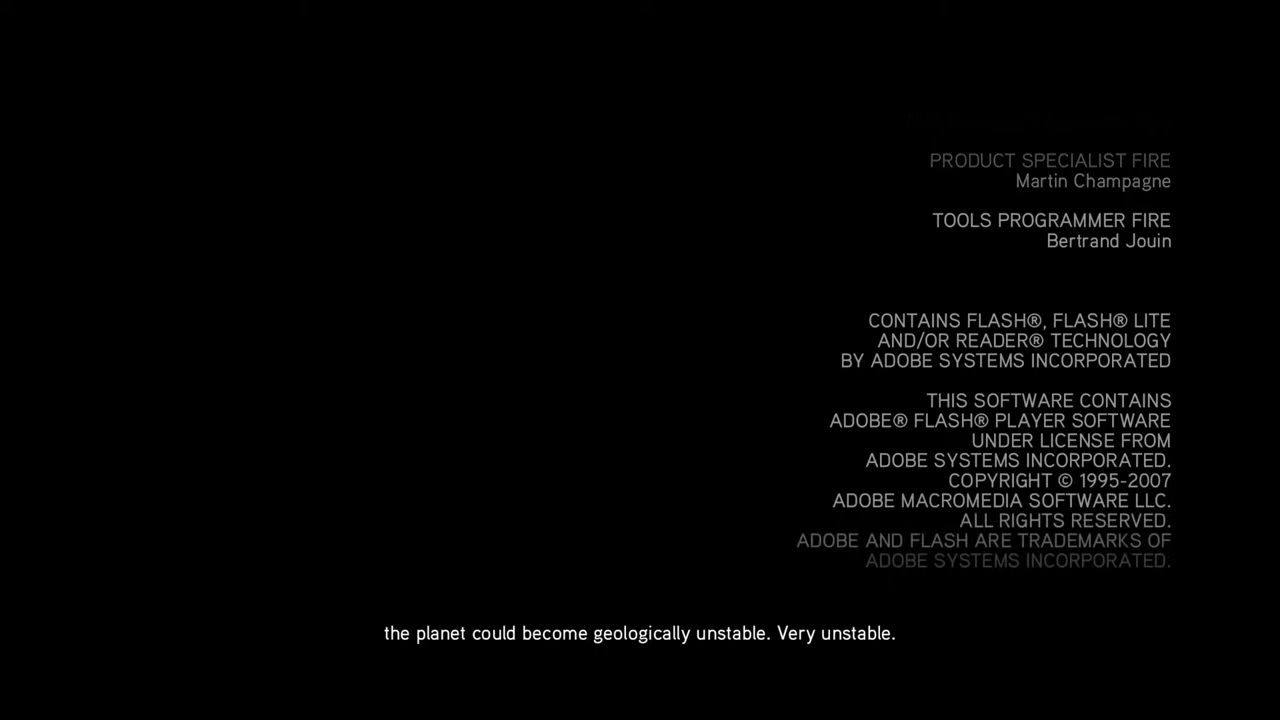 PRODUCT SPECIALIST FIRE
Martin Champagne
TOOLS PROGRAMMER FIRE
Bertrand Jouin
CONTAINS FLASH®, FLASH® LITE
AND/OR READER® TECHNOLOGY
BY ADOBE SYSTEMS INCORPORATED
THIS SOFTWARE CONTAINS
ADOBE® FLASH® PLAYER SOFTWARE
UNDER LICENSE FROM
ADOBE SYSTEMS INCORPORATED.
COPYRIGHT © 1995-2007
ADOBE MACROMEDIA SOFTWARE LLC.
ALL RIGHTS RESERVED.
ADOBE AND FLASH ARE TRADEMARKS OF
ADOBE SYSTEMS INCORPORATED.
the planet could become geologically unstable. Very unstable.